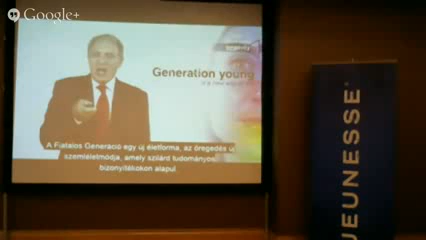 Google+
Generation young
A Fiatalos Generáció egy új életforma, az öregedés új
szemléletmódja, amely szilárd tudományos
bizonyítékokon alapul.
JEUNESSE